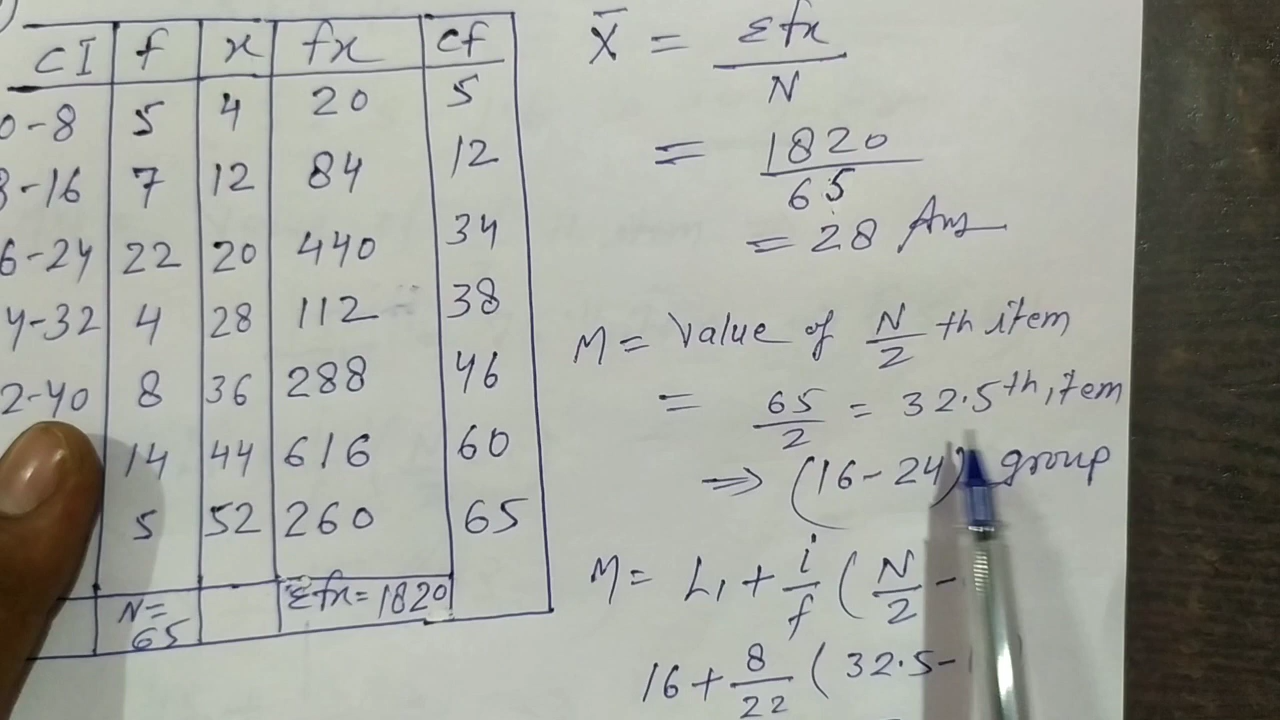 CI f x fx cf
0-8 5 4 20 5
8-16 7 12 84 12
6-24 22 20 440 34
4-32 4 28 112 38
2-40 8 36 288 46
14 44 616 60
5 52 260 65
N= 65 Σfx=1820
X̄ = Σfx/N
= 1820/65
= 28 Ans
M = Value of N/2 th item
= 65/2 = 32.5th item
⇒ (16-24) group
M = L₁ + i/f (N/2 -
16 + 8/22 (32.5-